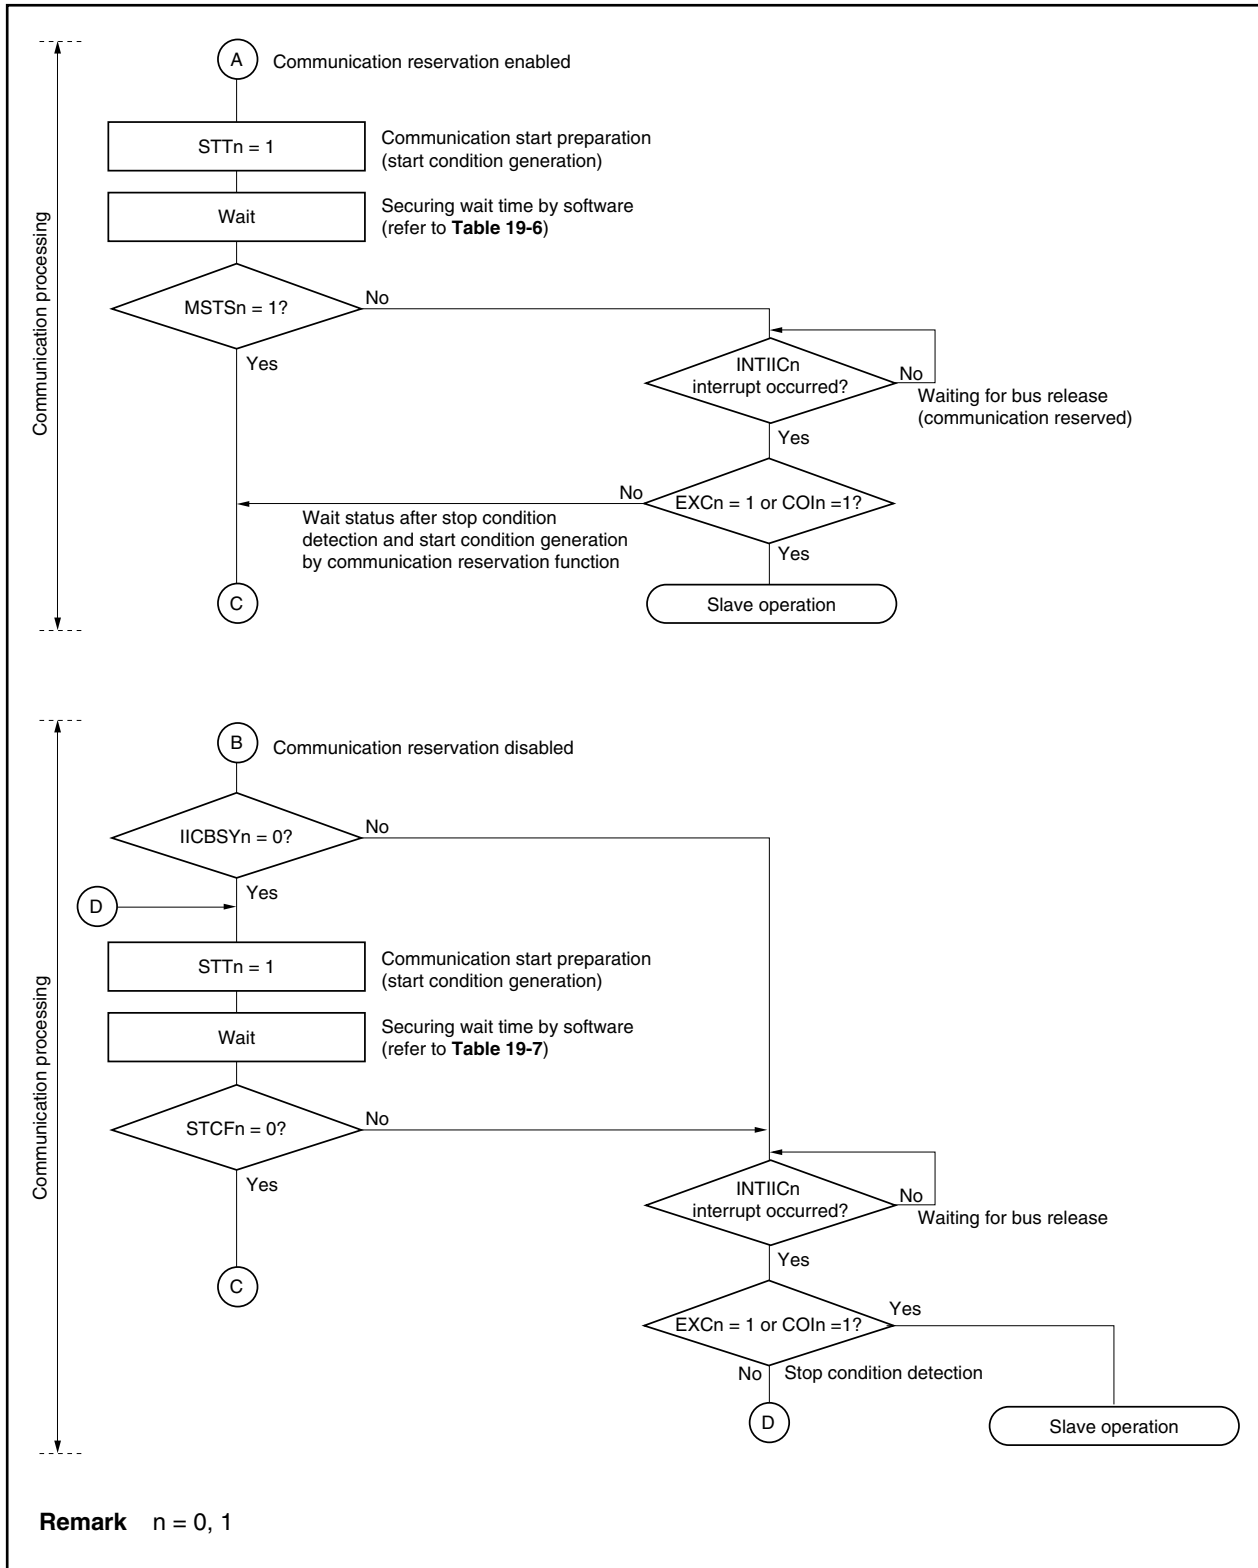 A
Communication reservation enabled
STTn = 1
Communication start preparation
(start condition generation)
Wait
Securing wait time by software
(refer to Table 19-6)
Communication processing
MSTSn = 1?
No
Yes
INTIICn
interrupt occurred?
No
Waiting for bus release
(communication reserved)
Yes
EXCn = 1 or COIn =1?
No
Wait status after stop condition
detection and start condition generation
by communication reservation function
Yes
C
Slave operation
B
Communication reservation disabled
IICBSYn = 0?
No
Yes
D
STTn = 1
Communication start preparation
(start condition generation)
Wait
Securing wait time by software
(refer to Table 19-7)
Communication processing
STCFn = 0?
No
Yes
INTIICn
interrupt occurred?
No
Waiting for bus release
Yes
C
EXCn = 1 or COIn =1?
Yes
No
Stop condition detection
D
Slave operation
Remark n = 0, 1